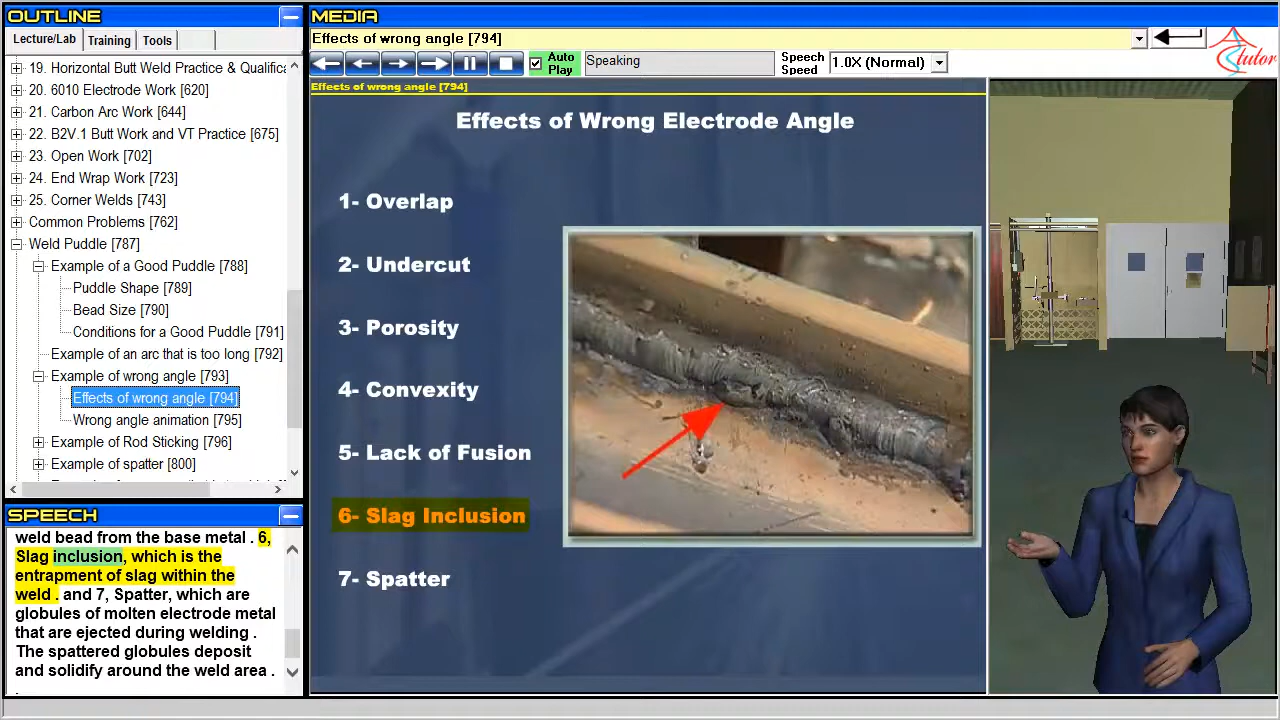 OUTLINE
Lecture/Lab Training Tools
19. Horizontal Butt Weld Practice & Qualifica
20. 6010 Electrode Work [620]
21. Carbon Arc Work [644]
22. B2V.1 Butt Work and VT Practice [675]
23. Open Work [702]
24. End Wrap Work [723]
25. Corner Welds [743]
Common Problems [762]
Weld Puddle [787]
Example of a Good Puddle [788]
Puddle Shape [789]
Bead Size [790]
Conditions for a Good Puddle [791]
Example of an arc that is too long [792]
Example of wrong angle [793]
Effects of wrong angle [794]
Wrong angle animation [795]
Example of Rod Sticking [796]
Example of spatter [800]
SPEECH
weld bead from the base metal . 6,
Slag inclusion, which is the
entrapment of slag within the
weld . and 7, Spatter, which are
globules of molten electrode metal
that are ejected during welding .
The spattered globules deposit
and solidify around the weld area .
MEDIA
Effects of wrong angle [794]
Auto Play
Speaking
Speech Speed
1.0X (Normal)
tutor
Effects of wrong angle [794]
Effects of Wrong Electrode Angle
1- Overlap
2- Undercut
3- Porosity
4- Convexity
5- Lack of Fusion
6- Slag Inclusion
7- Spatter